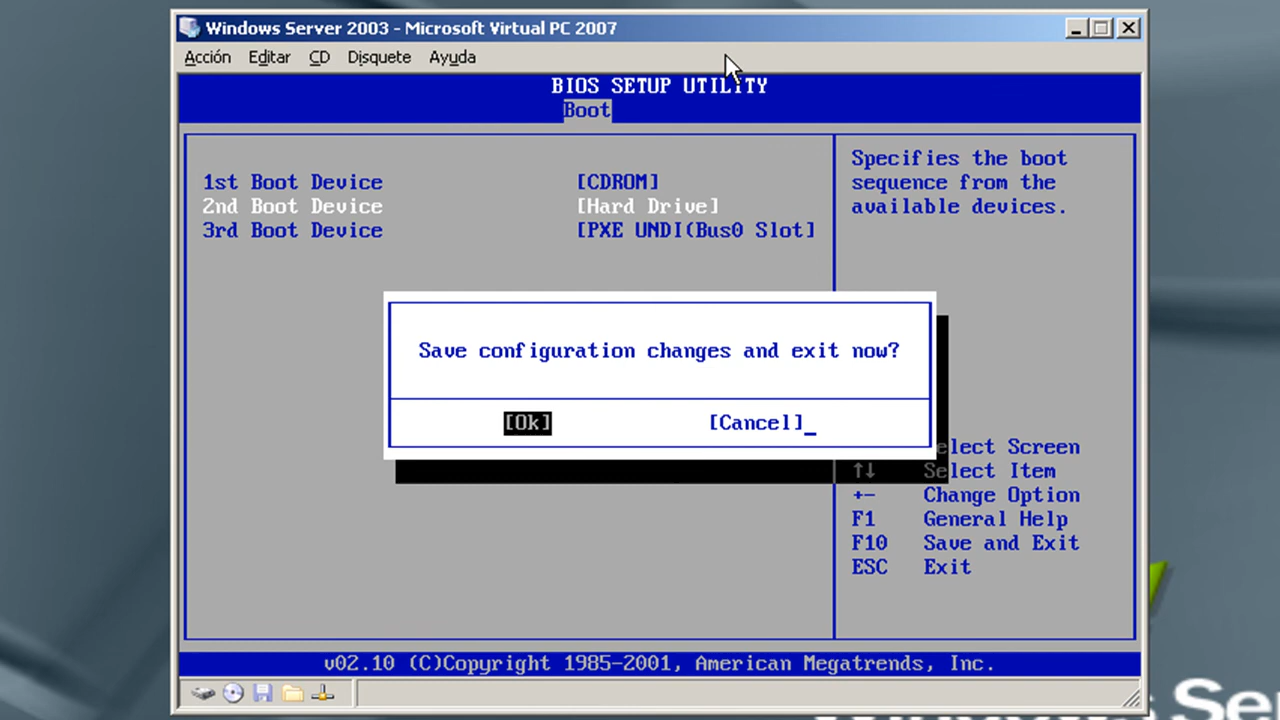 Windows Server 2003 - Microsoft Virtual PC 2007
Acción Editar CD Disquete Ayuda
BIOS SETUP UTILITY
Boot
1st Boot Device [CDROM]
2nd Boot Device [Hard Drive]
3rd Boot Device [PXE UNDI(Bus0 Slot]
Specifies the boot
sequence from the
available devices.
Save configuration changes and exit now?
[Ok] [Cancel]
elect Screen
↑↓ Select Item
+- Change Option
F1 General Help
F10 Save and Exit
ESC Exit
v02.10 (C)Copyright 1985-2001, American Megatrends, Inc.